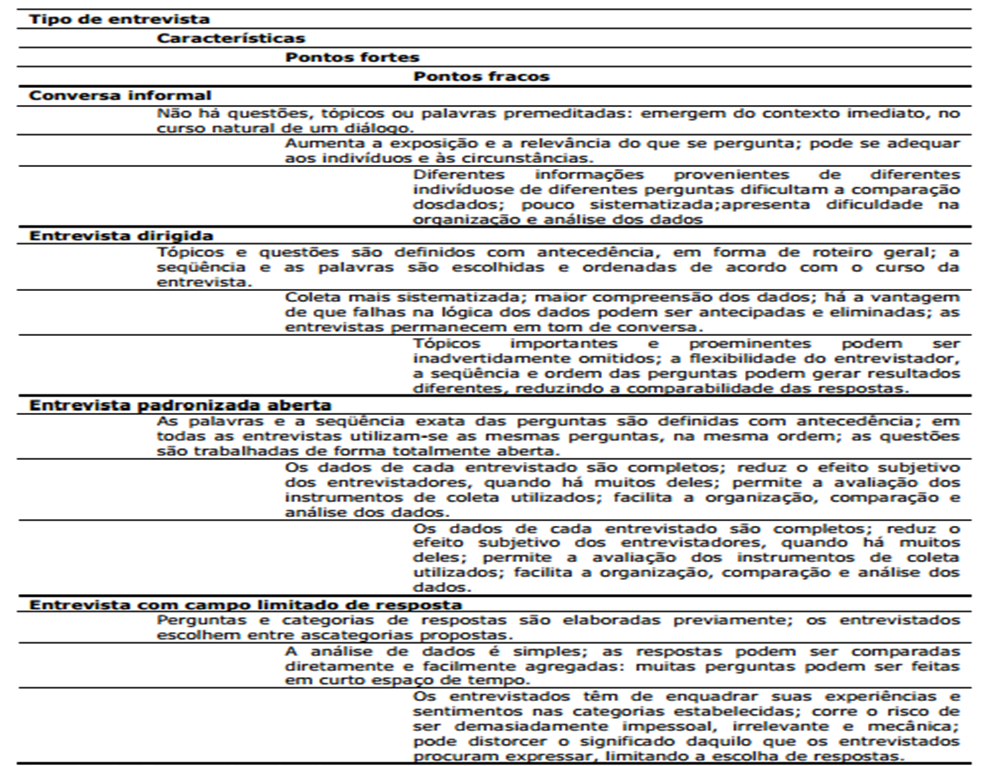 Tipo de entrevista
Características
Pontos fortes
Pontos fracos
Conversa informal
Não há questões, tópicos ou palavras premeditadas: emergem do contexto imediato, no
curso natural de um diálogo.
Aumenta a exposição e a relevância do que se pergunta; pode se adequar
aos indivíduos e às circunstâncias.
Diferentes informações provenientes de diferentes
indivíduose de diferentes perguntas dificultam a comparação
dosdados; pouco sistematizada;apresenta dificuldade na
organização e análise dos dados
Entrevista dirigida
Tópicos e questões são definidos com antecedência, em forma de roteiro geral; a
seqüência e as palavras são escolhidas e ordenadas de acordo com o curso da
entrevista.
Coleta mais sistematizada; maior compreensão dos dados; há a vantagem
de que falhas na lógica dos dados podem ser antecipadas e eliminadas; as
entrevistas permanecem em tom de conversa.
Tópicos importantes e proeminentes podem ser
inadvertidamente omitidos; a flexibilidade do entrevistador,
a seqüência e ordem das perguntas podem gerar resultados
diferentes, reduzindo a comparabilidade das respostas.
Entrevista padronizada aberta
As palavras e a seqüência exata das perguntas são definidas com antecedência; em
todas as entrevistas utilizam-se as mesmas perguntas, na mesma ordem; as questões
são trabalhadas de forma totalmente aberta.
Os dados de cada entrevistado são completos; reduz o efeito subjetivo
dos entrevistadores, quando há muitos deles; permite a avaliação dos
instrumentos de coleta utilizados; facilita a organização, comparação e
análise dos dados.
Os dados de cada entrevistado são completos; reduz o
efeito subjetivo dos entrevistadores, quando há muitos
deles; permite a avaliação dos instrumentos de coleta
utilizados; facilita a organização, comparação e análise dos
dados.
Entrevista com campo limitado de resposta
Perguntas e categorias de respostas são elaboradas previamente; os entrevistados
escolhem entre ascategorias propostas.
A análise de dados é simples; as respostas podem ser comparadas
diretamente e facilmente agregadas: muitas perguntas podem ser feitas
em curto espaço de tempo.
Os entrevistados têm de enquadrar suas experiências e
sentimentos nas categorias estabelecidas; corre o risco de
ser demasiadamente impessoal, irrelevante e mecânica;
pode distorcer o significado daquilo que os entrevistados
procuram expressar, limitando a escolha de respostas.